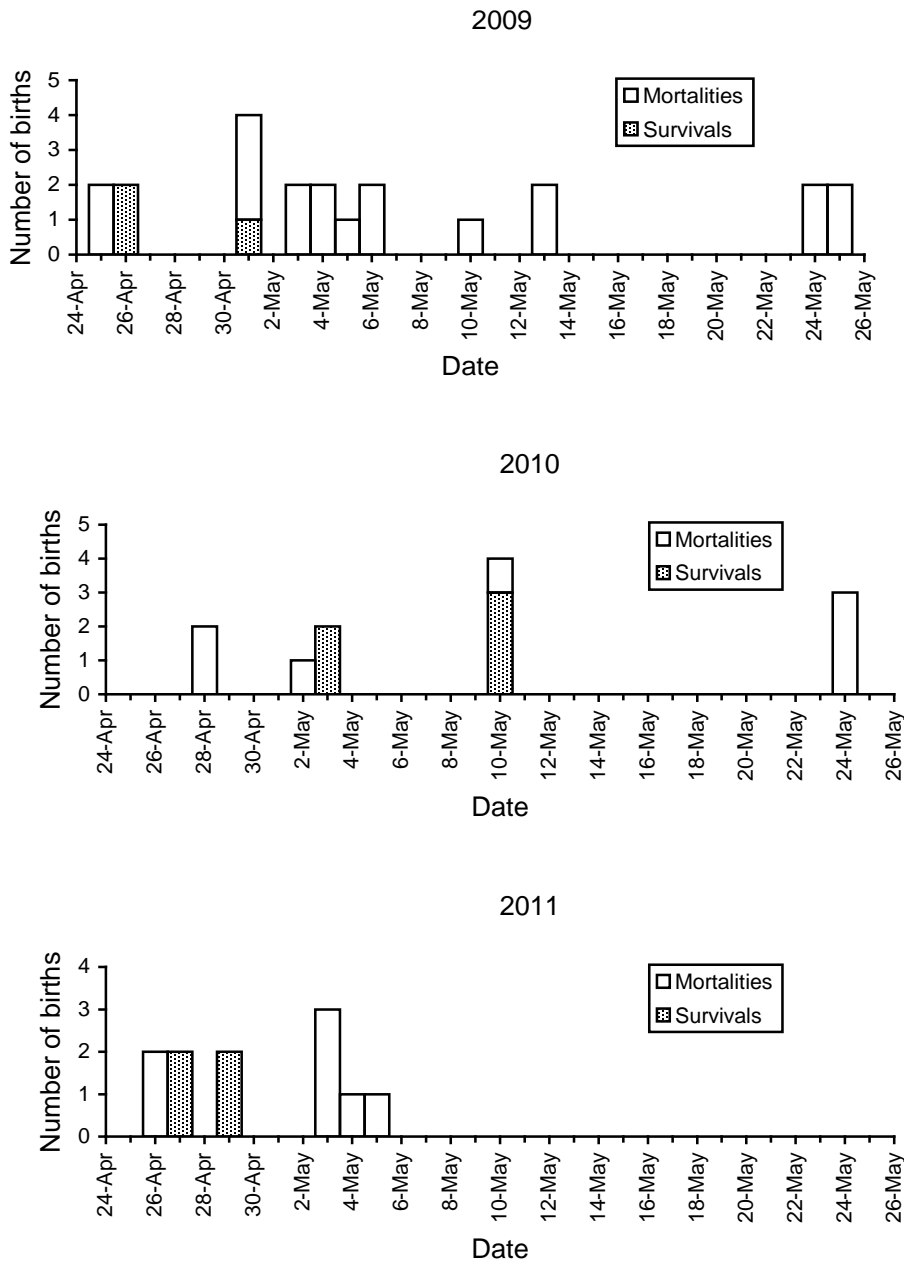 2009
Number of births
5
4
3
2
1
0
Mortalities
Survivals
24-Apr
26-Apr
28-Apr
30-Apr
2-May
4-May
6-May
8-May
10-May
12-May
14-May
16-May
18-May
20-May
22-May
24-May
26-May
Date
2010
Number of births
5
4
3
2
1
0
Mortalities
Survivals
24-Apr
26-Apr
28-Apr
30-Apr
2-May
4-May
6-May
8-May
10-May
12-May
14-May
16-May
18-May
20-May
22-May
24-May
26-May
Date
2011
Number of births
4
3
2
1
0
Mortalities
Survivals
24-Apr
26-Apr
28-Apr
30-Apr
2-May
4-May
6-May
8-May
10-May
12-May
14-May
16-May
18-May
20-May
22-May
24-May
26-May
Date